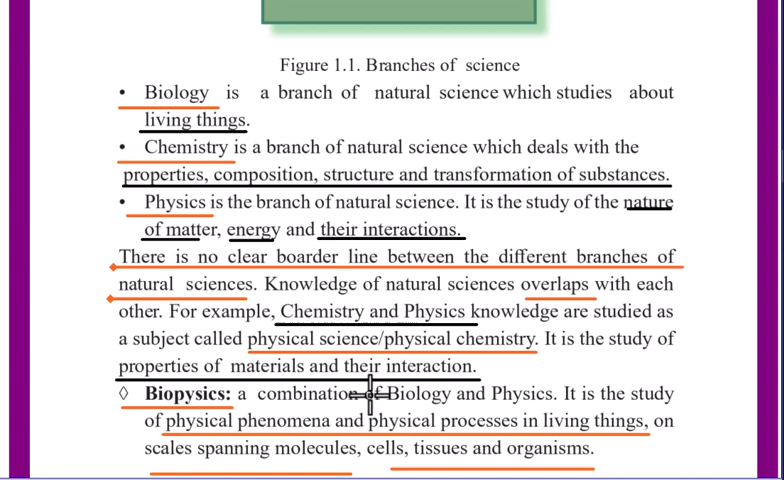 Figure 1.1. Branches of science
• Biology is a branch of natural science which studies about
living things.
• Chemistry is a branch of natural science which deals with the
properties, composition, structure and transformation of substances.
• Physics is the branch of natural science. It is the study of the nature
of matter, energy and their interactions.
There is no clear boarder line between the different branches of
natural sciences. Knowledge of natural sciences overlaps with each
other. For example, Chemistry and Physics knowledge are studied as
a subject called physical science/physical chemistry. It is the study of
properties of materials and their interaction.
◊ Biopysics: a combination of Biology and Physics. It is the study
of physical phenomena and physical processes in living things, on
scales spanning molecules, cells, tissues and organisms.